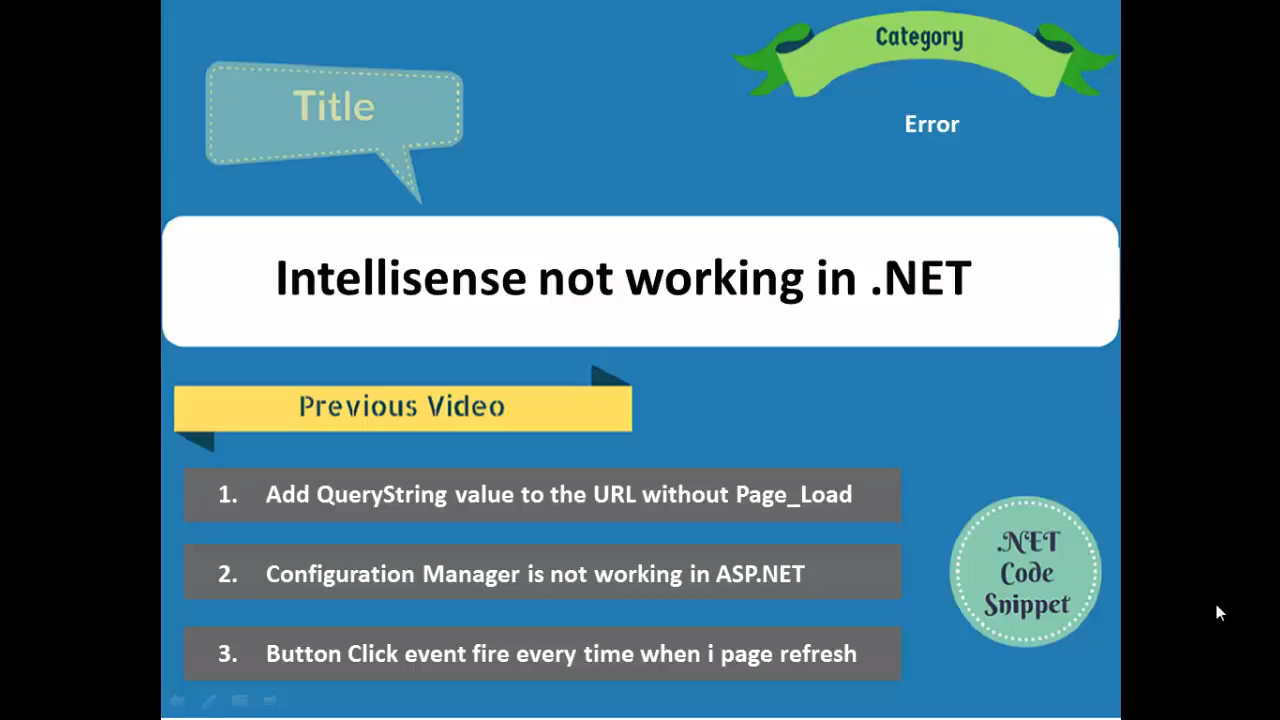 Category
Title
Error
Intellisense not working in .NET
Previous Video
1. Add QueryString value to the URL without Page_Load
2. Configuration Manager is not working in ASP.NET
3. Button Click event fire every time when i page refresh
.NET
Code
Snippet